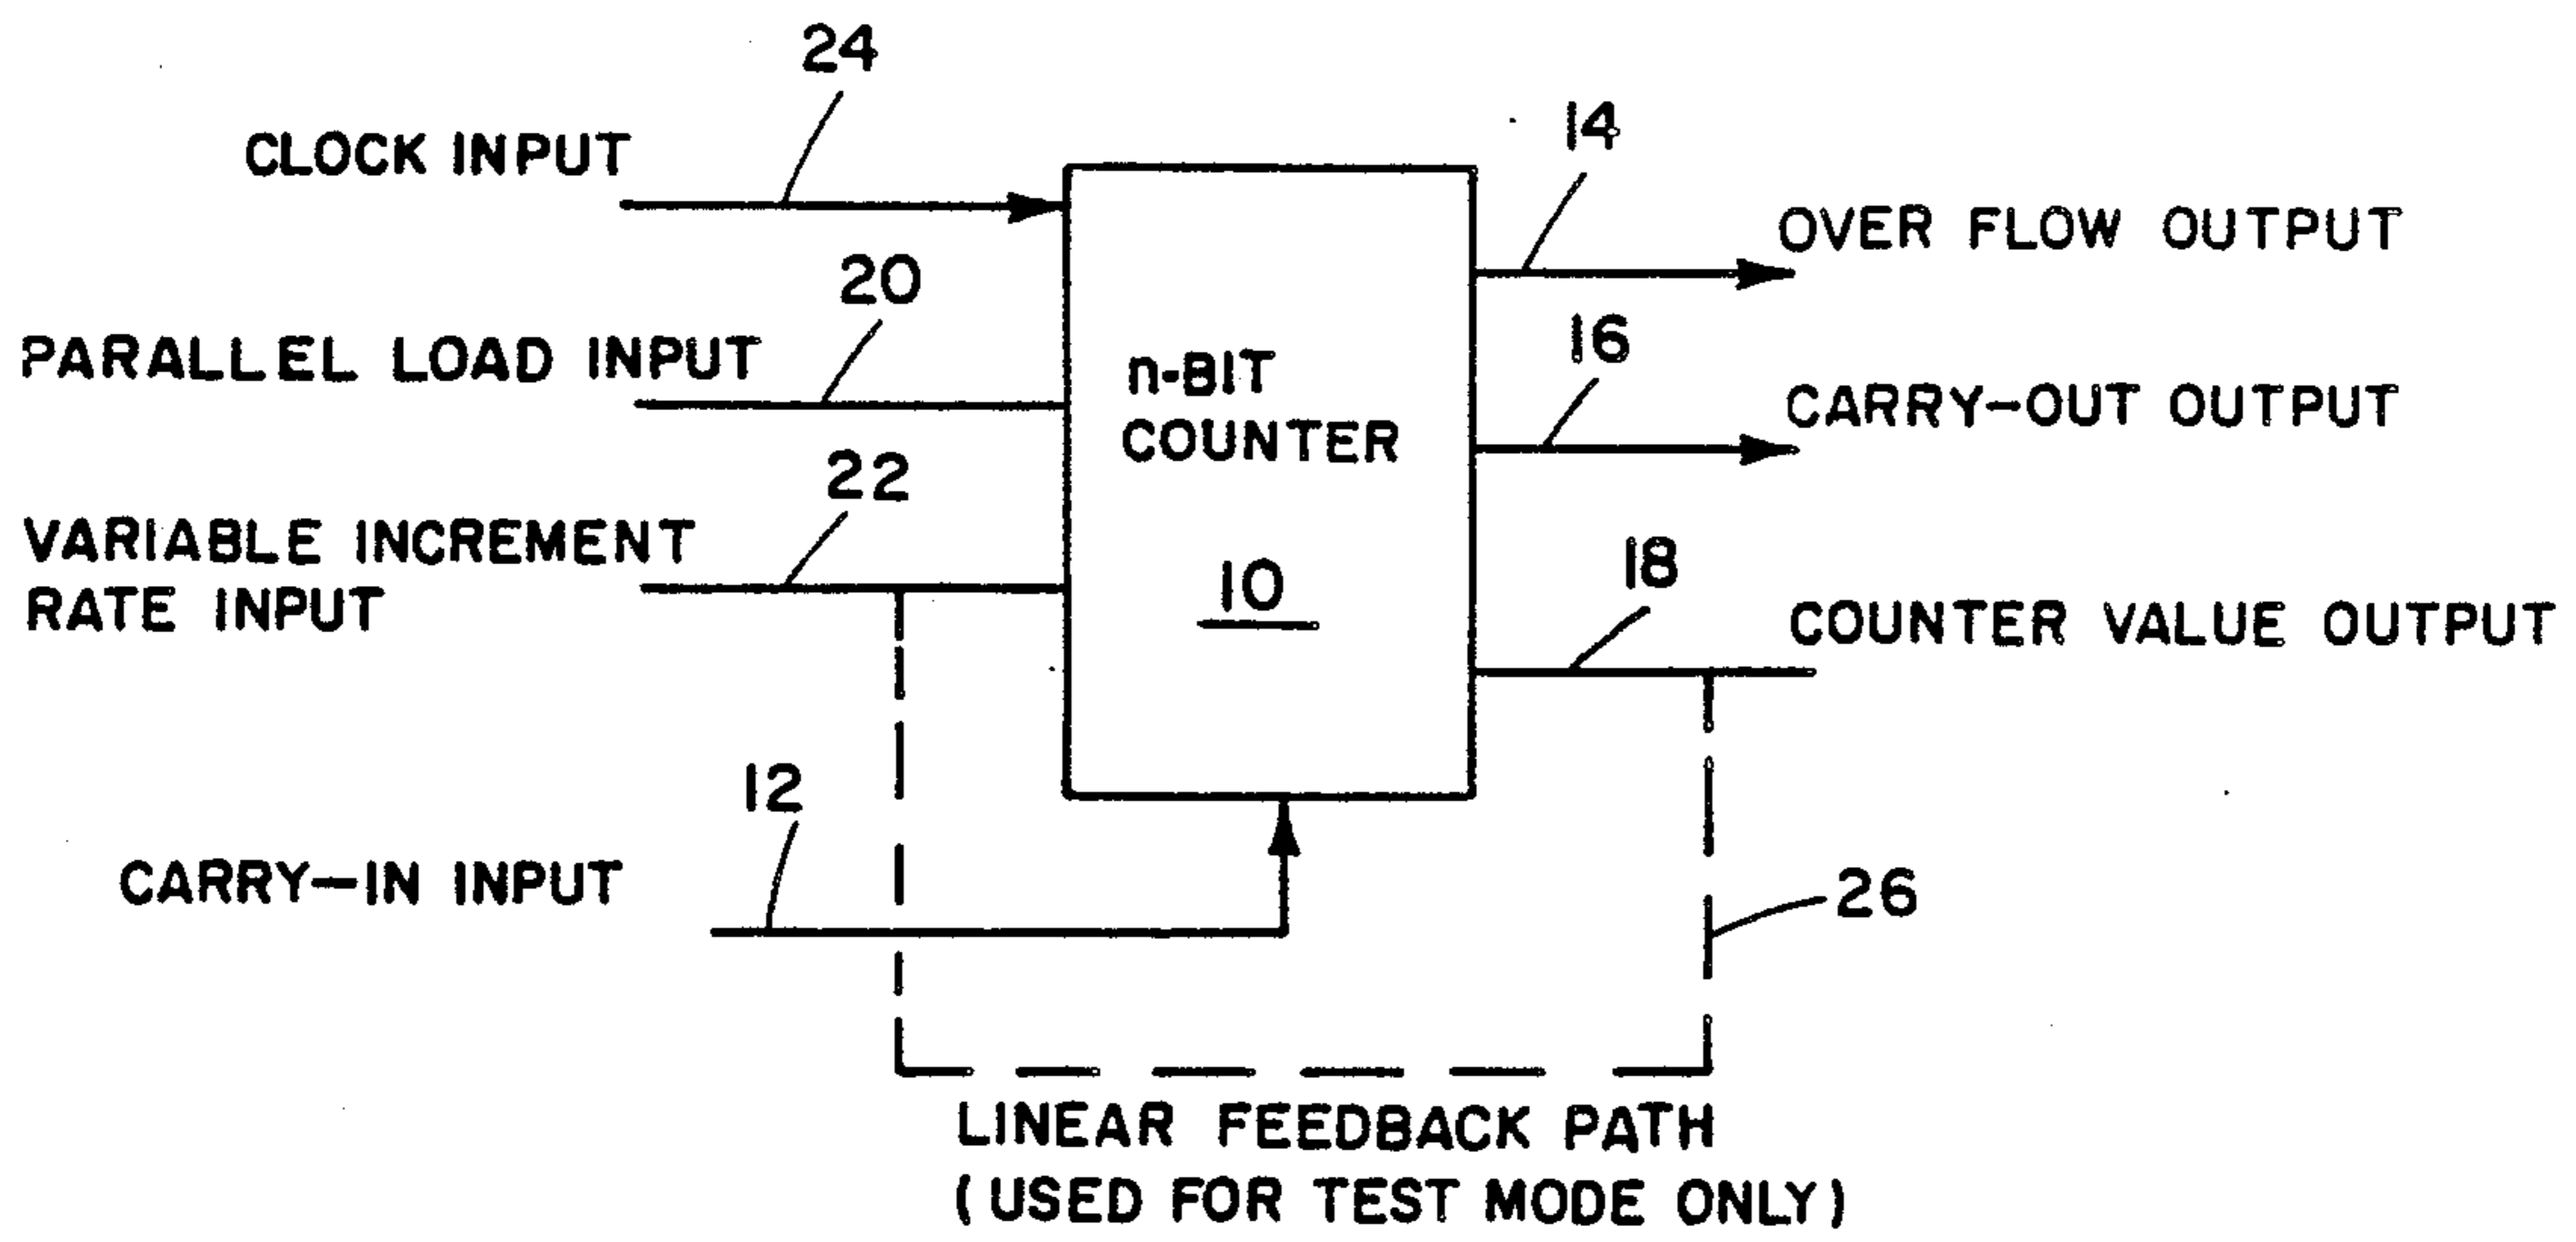 24
CLOCK INPUT
14
OVER FLOW OUTPUT
20
PARALLEL LOAD INPUT
16
n-BIT
COUNTER
CARRY-OUT OUTPUT
22
VARIABLE INCREMENT
RATE INPUT
10
18
COUNTER VALUE OUTPUT
12
CARRY-IN INPUT
26
LINEAR FEEDBACK PATH
(USED FOR TEST MODE ONLY)